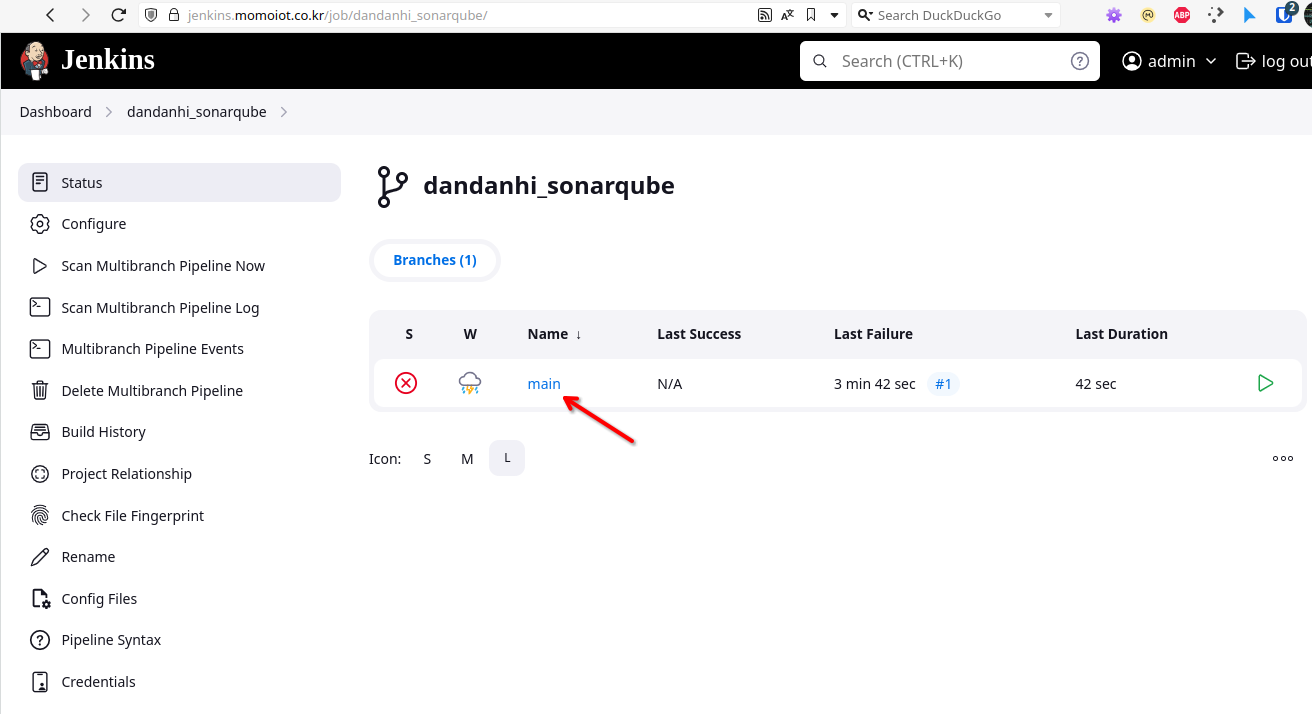 jenkins.momoiot.co.kr/job/dandanhi_sonarqube/
Search DuckDuckGo
ABP
2
Jenkins
Search (CTRL+K)
?
admin
log out
Dashboard
dandanhi_sonarqube
Status
Configure
Scan Multibranch Pipeline Now
Scan Multibranch Pipeline Log
Multibranch Pipeline Events
Delete Multibranch Pipeline
Build History
Project Relationship
Check File Fingerprint
Rename
Config Files
Pipeline Syntax
Credentials
dandanhi_sonarqube
Branches (1)
S W Name ↓ Last Success Last Failure Last Duration
main N/A 3 min 42 sec #1 42 sec
Icon: S M L